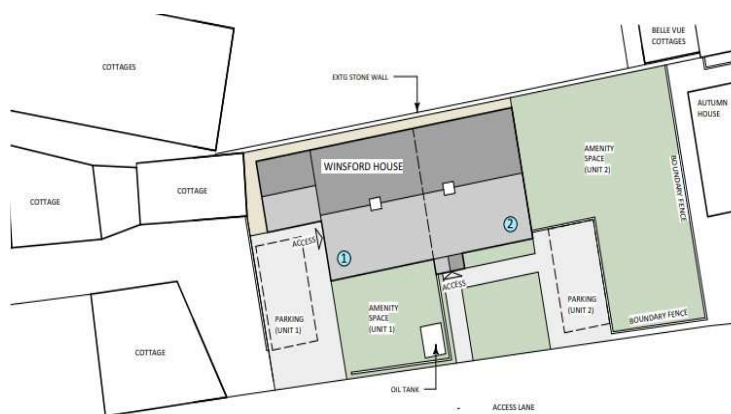 BELLE VUE
COTTAGES
COTTAGES
EXTG STONE WALL
AUTUMN
HOUSE
AMENITY
SPACE
(UNIT 2)
WINSFORD HOUSE
BOUNDARY FENCE
COTTAGE
COTTAGE
2
ACCESS
1
ACCESS
PARKING
(UNIT 1)
AMENITY
SPACE
(UNIT 1)
PARKING
(UNIT 2)
BOUNDARY FENCE
COTTAGE
OIL TANK
ACCESS LANE